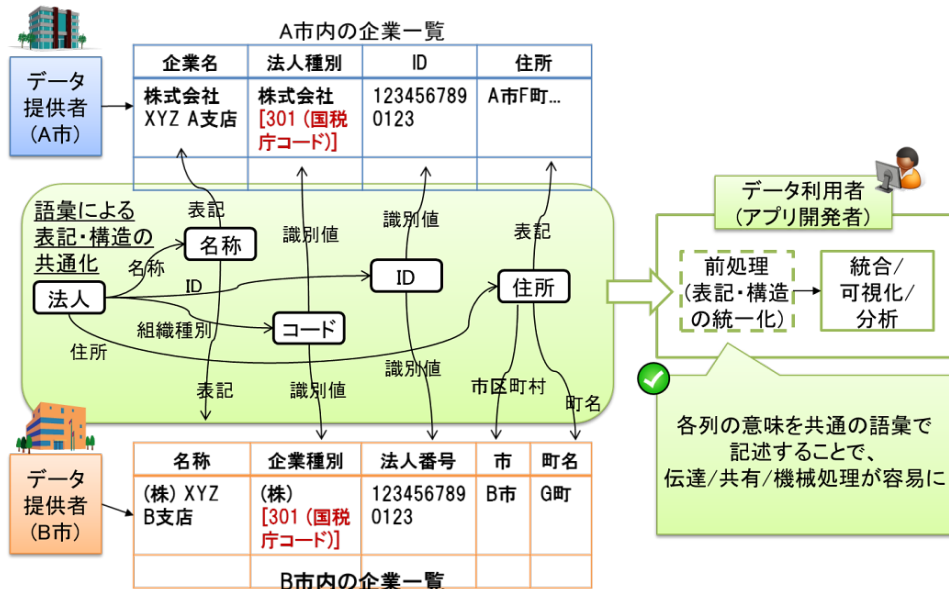 A市内の企業一覧
データ
提供者
(A市)
企業名
法人種別
ID
住所
株式会社
XYZ A支店
株式会社
[301 (国税
庁コード)]
123456789
0123
A市F町…
語彙による
表記・構造の
共通化
表記
識別値
識別値
表記
名称
名称
ID
ID
法人
住所
組織種別
コード
住所
表記
識別値
識別値
市区町村
町名
データ利用者
(アプリ開発者)
前処理
(表記・構造
の統一化)
統合/
可視化/
分析
各列の意味を共通の語彙で
記述することで、
伝達/共有/機械処理が容易に
データ
提供者
(B市)
名称
企業種別
法人番号
市
町名
(株) XYZ
B支店
(株)
[301 (国税
庁コード)]
123456789
0123
B市
G町
B市内の企業一覧